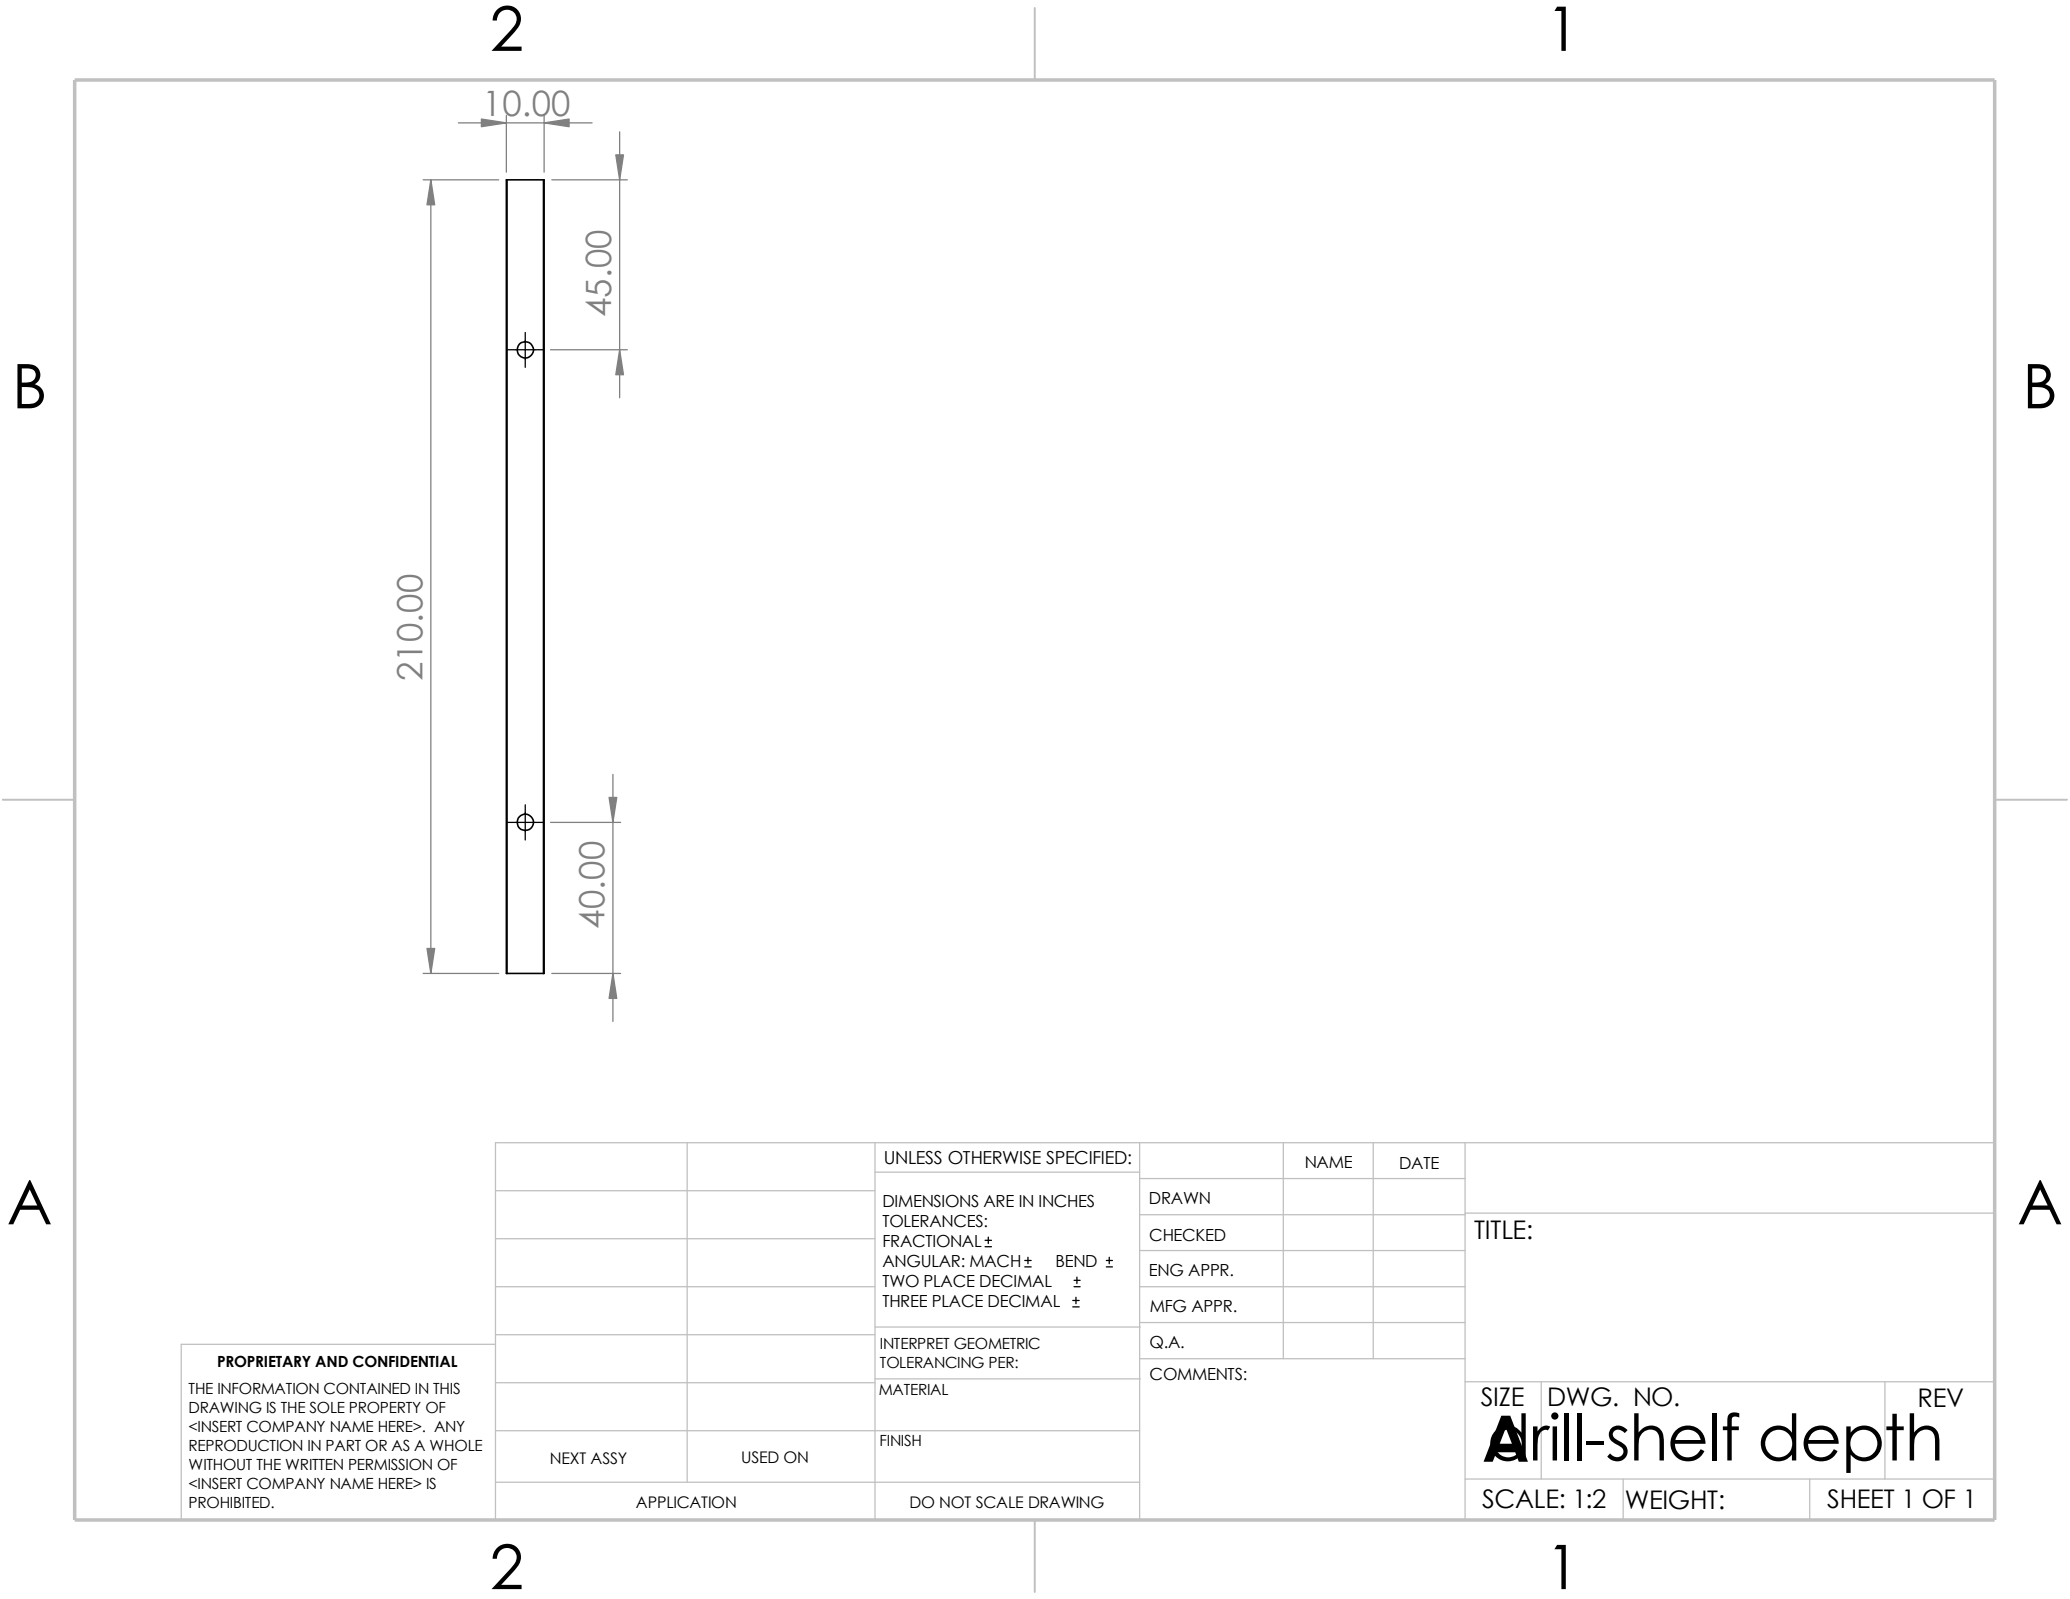 2
1
10.00
45.00
B
B
210.00
40.00
A
A
UNLESS OTHERWISE SPECIFIED:
DIMENSIONS ARE IN INCHES
TOLERANCES:
FRACTIONAL ±
ANGULAR: MACH ± BEND ±
TWO PLACE DECIMAL ±
THREE PLACE DECIMAL ±
INTERPRET GEOMETRIC
TOLERANCING PER:
MATERIAL
FINISH
DO NOT SCALE DRAWING
NAME
DATE
DRAWN
CHECKED
ENG APPR.
MFG APPR.
Q.A.
COMMENTS:
TITLE:
SIZE
DWG. NO.
REV
A
drill-shelf depth
SCALE: 1:2
WEIGHT:
SHEET 1 OF 1
PROPRIETARY AND CONFIDENTIAL
THE INFORMATION CONTAINED IN THIS
DRAWING IS THE SOLE PROPERTY OF
<INSERT COMPANY NAME HERE>. ANY
REPRODUCTION IN PART OR AS A WHOLE
WITHOUT THE WRITTEN PERMISSION OF
<INSERT COMPANY NAME HERE> IS
PROHIBITED.
NEXT ASSY
USED ON
APPLICATION
2
1